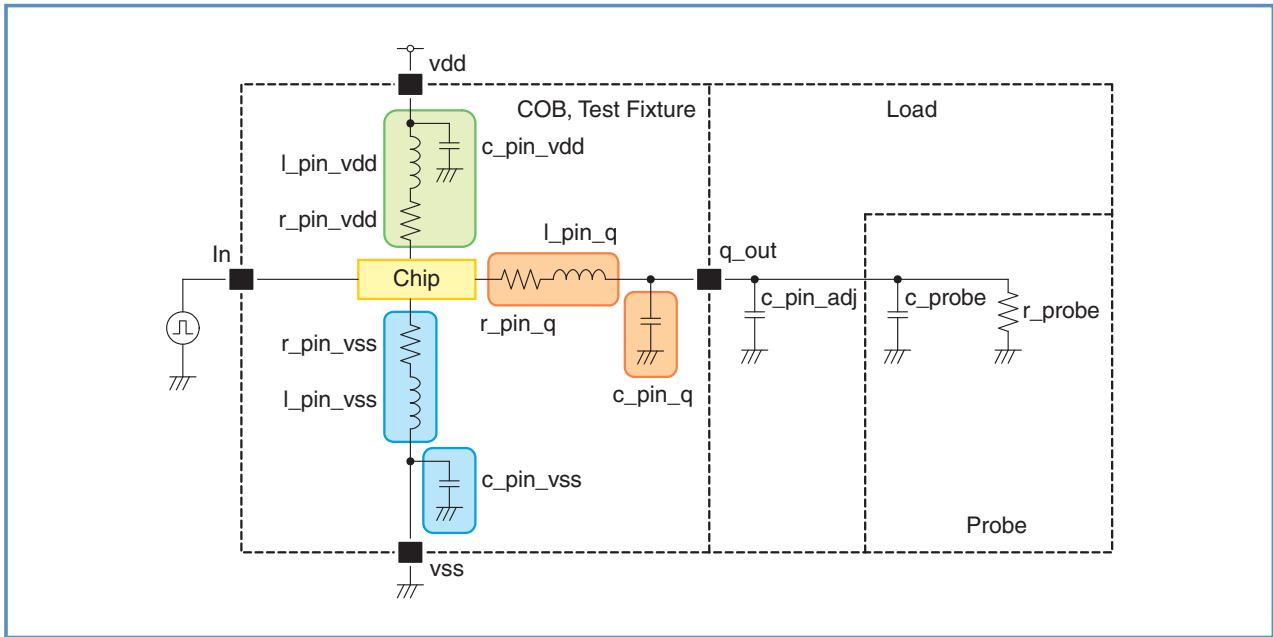 vdd
COB, Test Fixture
Load
l_pin_vdd
c_pin_vdd
r_pin_vdd
In
Chip
l_pin_q
q_out
r_pin_q
c_pin_adj
c_probe
r_probe
r_pin_vss
l_pin_vss
c_pin_q
c_pin_vss
Probe
vss